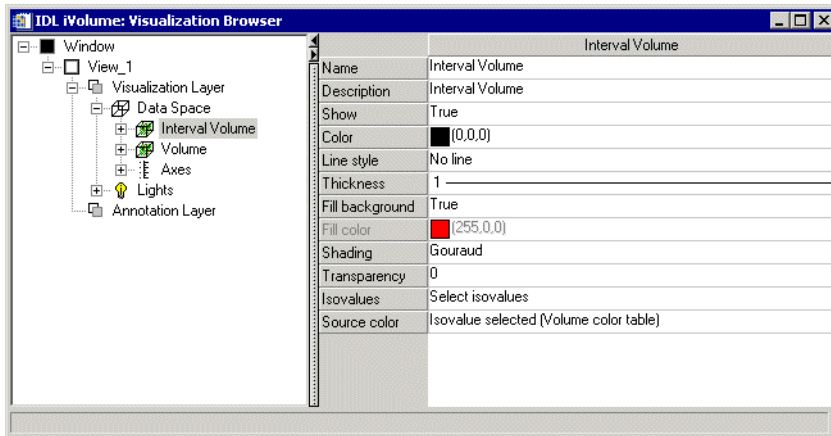 IDL iVolume: Visualization Browser
Window
View_1
Visualization Layer
Data Space
Interval Volume
Volume
Axes
Lights
Annotation Layer
Interval Volume
Name Interval Volume
Description Interval Volume
Show True
Color (0,0,0)
Line style No line
Thickness 1
Fill background True
Fill color (255,0,0)
Shading Gouraud
Transparency 0
Isovalues Select isovalues
Source color Isovalue selected (Volume color table)